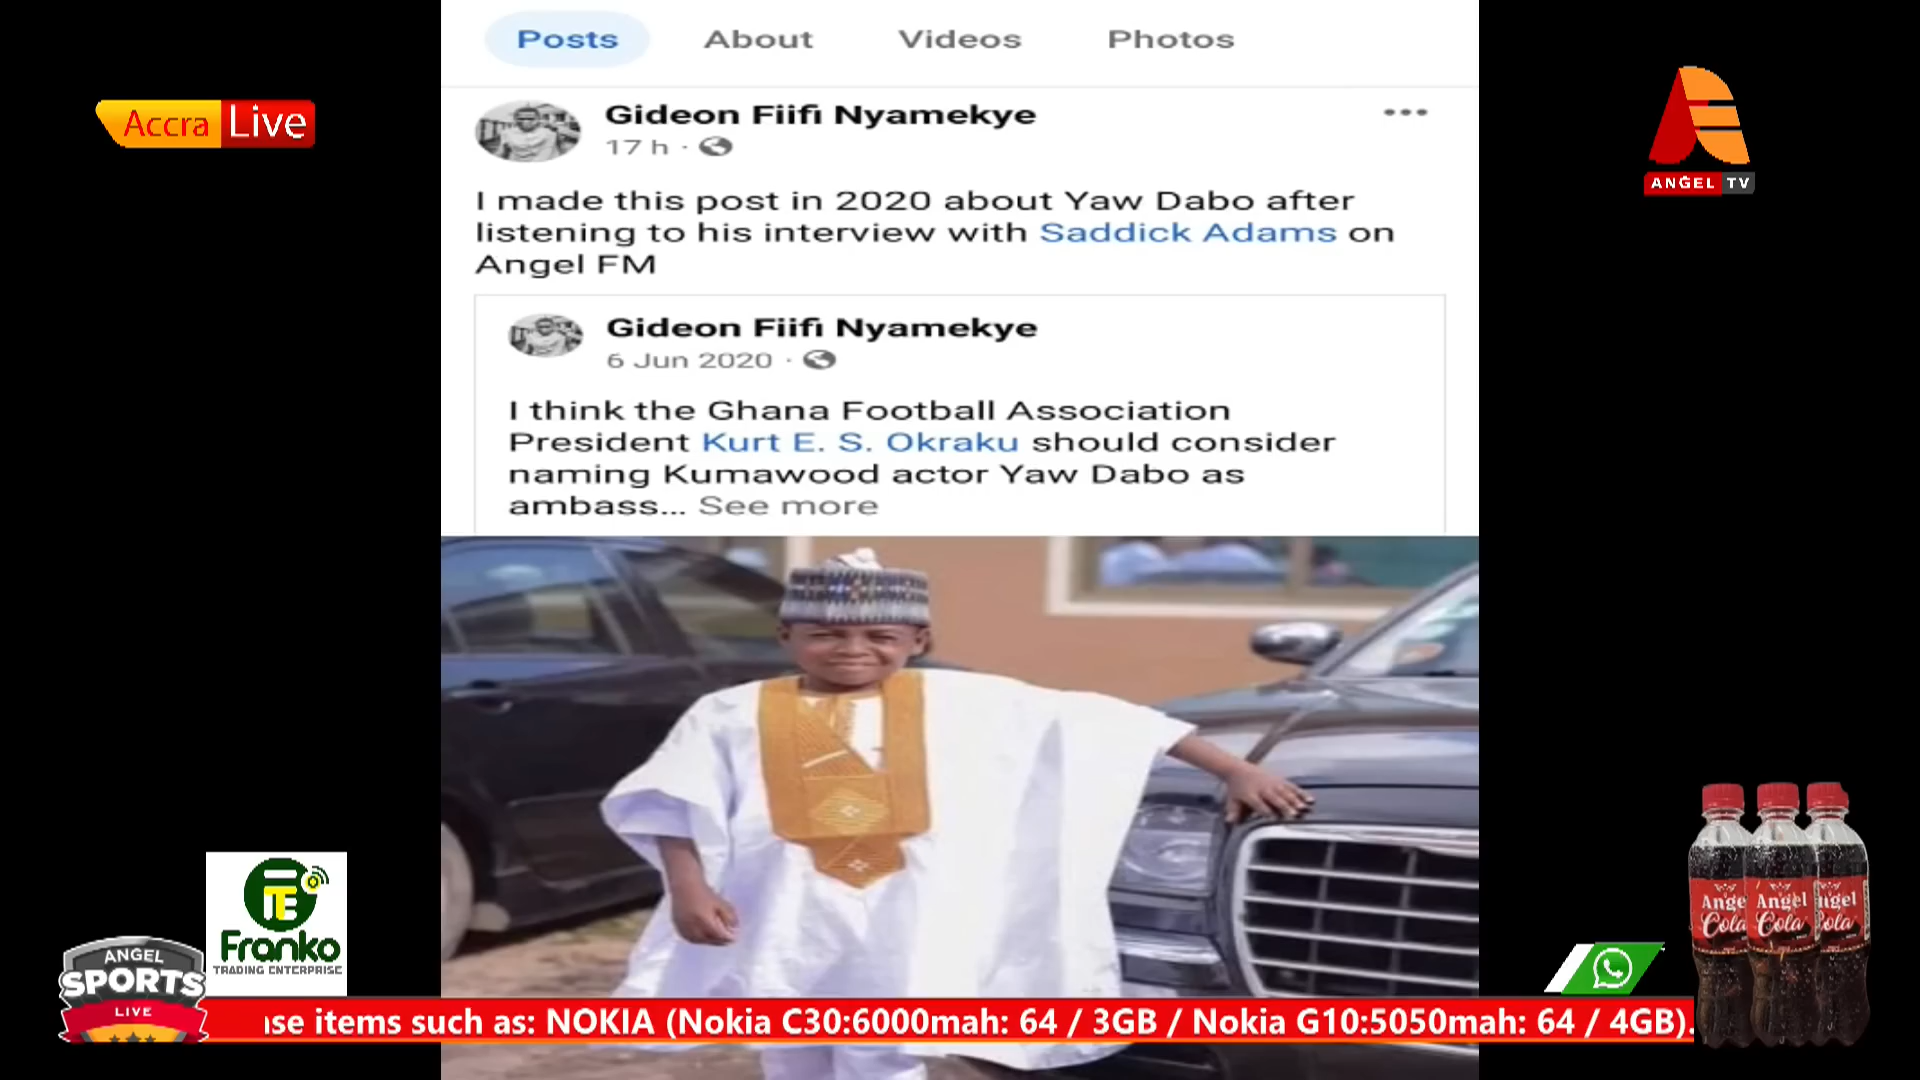 Posts
About
Videos
Photos
Accra Live
ANGEL TV
Gideon Fiifi Nyamekye
17 h ·
I made this post in 2020 about Yaw Dabo after
listening to his interview with Saddick Adams on
Angel FM
Gideon Fiifi Nyamekye
6 Jun 2020 ·
I think the Ghana Football Association
President Kurt E. S. Okraku should consider
naming Kumawood actor Yaw Dabo as
ambass... See more
Franko
TRADING ENTERPRISE
ANGEL
SPORTS
LIVE
Angel
Cola
items such as: NOKIA (Nokia C30:6000mah: 64 / 3GB / Nokia G10:5050mah: 64 / 4GB).